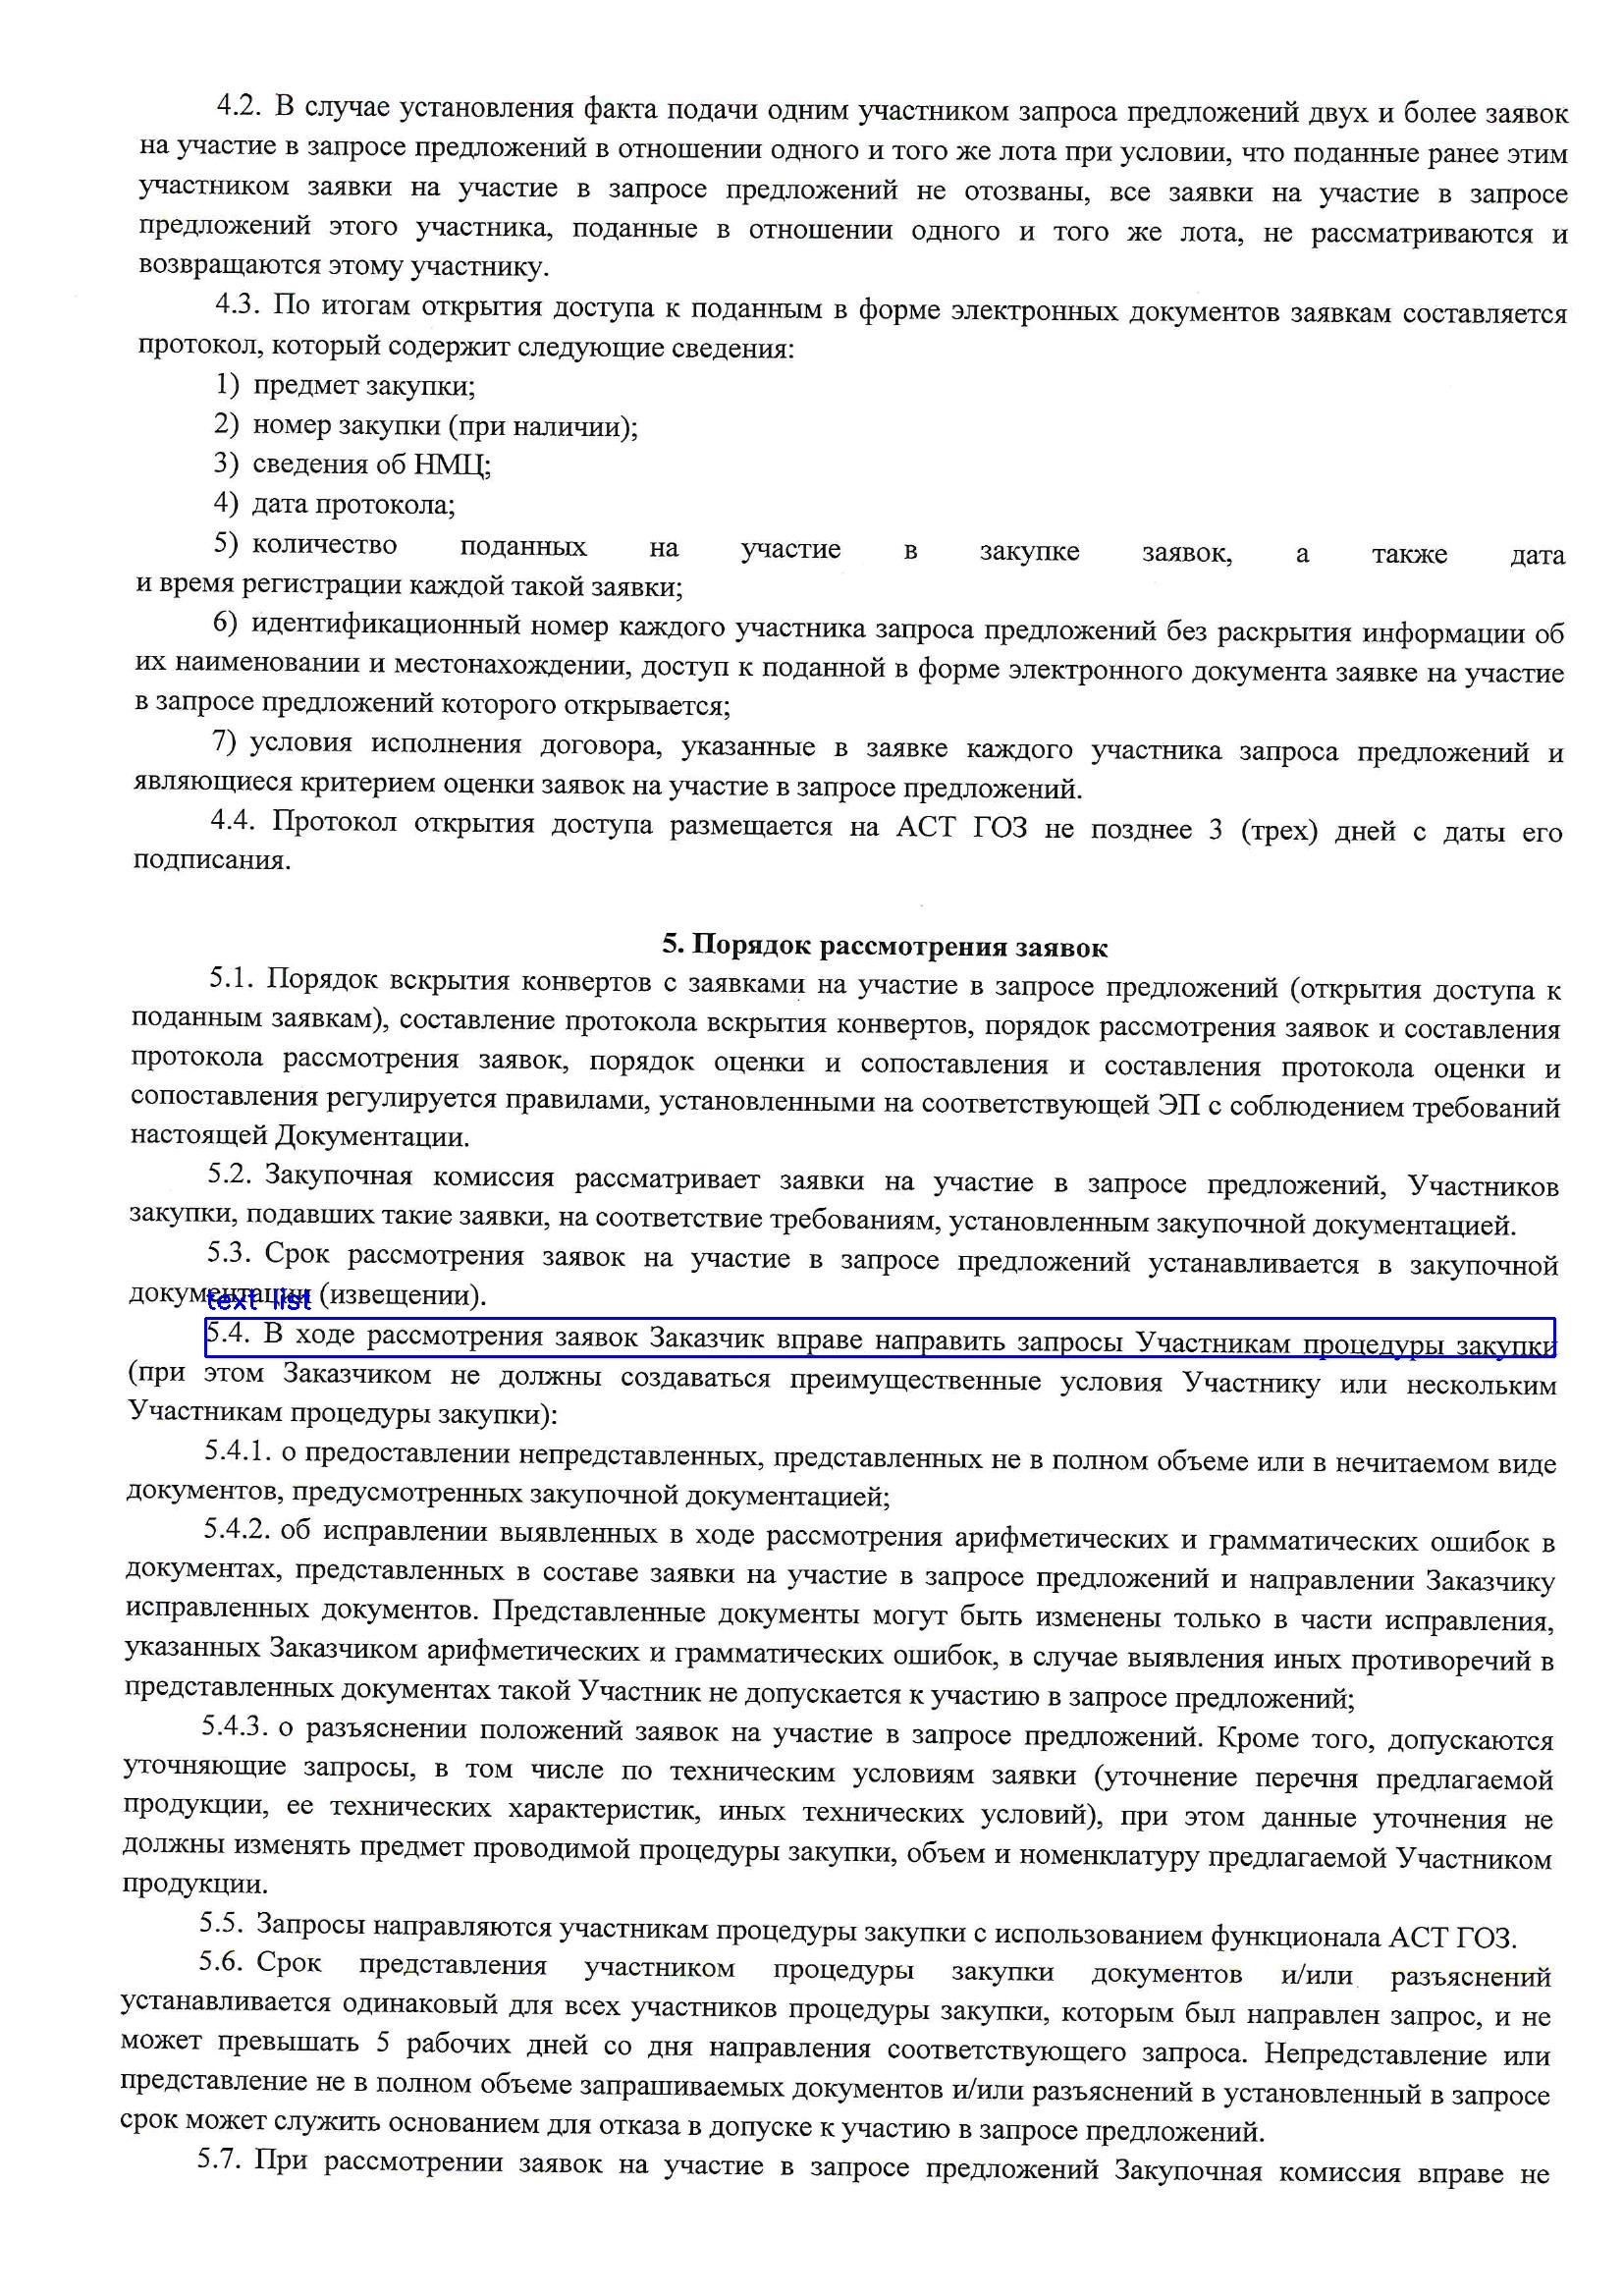 4.2. В случае установления факта подачи одним участником запроса предложений двух и более заявок
на участие в запросе предложений в отношении одного и того же лота при условии, что поданные ранее этим
участником заявки на участие в запросе предложений не отозваны, все заявки на участие в запросе
предложений этого участника, поданные в отношении одного и того же лота, не рассматриваются и
возвращаются этому участнику.
4.3. По итогам открытия доступа к поданным в форме электронных документов заявкам составляется
протокол, который содержит следующие сведения:
1) предмет закупки;
2) номер закупки (при наличии);
3) сведения об НМЦ;
4) дата протокола;
5) количество поданных на участие в закупке заявок, а также дата
и время регистрации каждой такой заявки;
6) идентификационный номер каждого участника запроса предложений без раскрытия информации об
их наименовании и местонахождении, доступ к поданной в форме электронного документа заявке на участие
в запросе предложений которого открывается;
7) условия исполнения договора, указанные в заявке каждого участника запроса предложений и
являющиеся критерием оценки заявок на участие в запросе предложений.
4.4. Протокол открытия доступа размещается на АСТ ГОЗ не позднее 3 (трех) дней с даты его
подписания.
5. Порядок рассмотрения заявок
5.1. Порядок вскрытия конвертов с заявками на участие в запросе предложений (открытия доступа к
поданным заявкам), составление протокола вскрытия конвертов, порядок рассмотрения заявок и составления
протокола рассмотрения заявок, порядок оценки и сопоставления и составления протокола оценки и
сопоставления регулируется правилами, установленными на соответствующей ЭП с соблюдением требований
настоящей Документации.
5.2. Закупочная комиссия рассматривает заявки на участие в запросе предложений, Участников
закупки, подавших такие заявки, на соответствие требованиям, установленным закупочной документацией.
5.3. Срок рассмотрения заявок на участие в запросе предложений устанавливается в закупочной
документации (извещении).
text list
5.4. В ходе рассмотрения заявок Заказчик вправе направить запросы Участникам процедуры закупки
(при этом Заказчиком не должны создаваться преимущественные условия Участнику или нескольким
Участникам процедуры закупки):
5.4.1. о предоставлении непредставленных, представленных не в полном объеме или в нечитаемом виде
документов, предусмотренных закупочной документацией;
5.4.2. об исправлении выявленных в ходе рассмотрения арифметических и грамматических ошибок в
документах, представленных в составе заявки на участие в запросе предложений и направлении Заказчику
исправленных документов. Представленные документы могут быть изменены только в части исправления,
указанных Заказчиком арифметических и грамматических ошибок, в случае выявления иных противоречий в
представленных документах такой Участник не допускается к участию в запросе предложений;
5.4.3. о разъяснении положений заявок на участие в запросе предложений. Кроме того, допускаются
уточняющие запросы, в том числе по техническим условиям заявки (уточнение перечня предлагаемой
продукции, ее технических характеристик, иных технических условий), при этом данные уточнения не
должны изменять предмет проводимой процедуры закупки, объем и номенклатуру предлагаемой Участником
продукции.
5.5. Запросы направляются участникам процедуры закупки с использованием функционала АСТ ГОЗ.
5.6. Срок представления участником процедуры закупки документов и/или разъяснений
устанавливается одинаковый для всех участников процедуры закупки, которым был направлен запрос, и не
может превышать 5 рабочих дней со дня направления соответствующего запроса. Непредставление или
представление не в полном объеме запрашиваемых документов и/или разъяснений в установленный в запросе
срок может служить основанием для отказа в допуске к участию в запросе предложений.
5.7. При рассмотрении заявок на участие в запросе предложений Закупочная комиссия вправе не